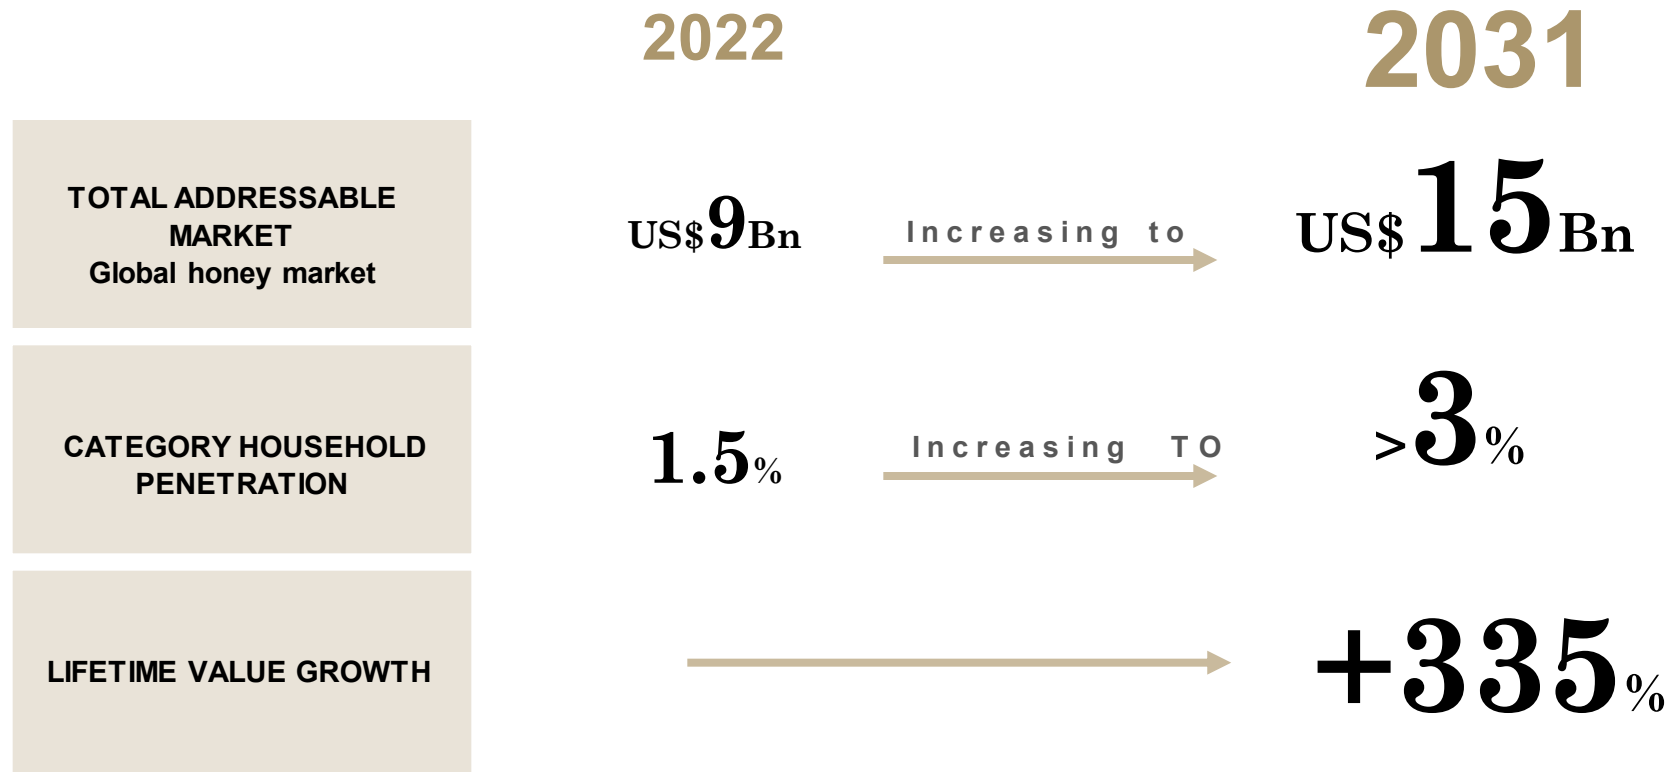 2022
2031
TOTAL ADDRESSABLE
MARKET
Global honey market
US$9Bn
Increasing to
US$15Bn
CATEGORY HOUSEHOLD
PENETRATION
1.5%
Increasing TO
>3%
LIFETIME VALUE GROWTH
+335%